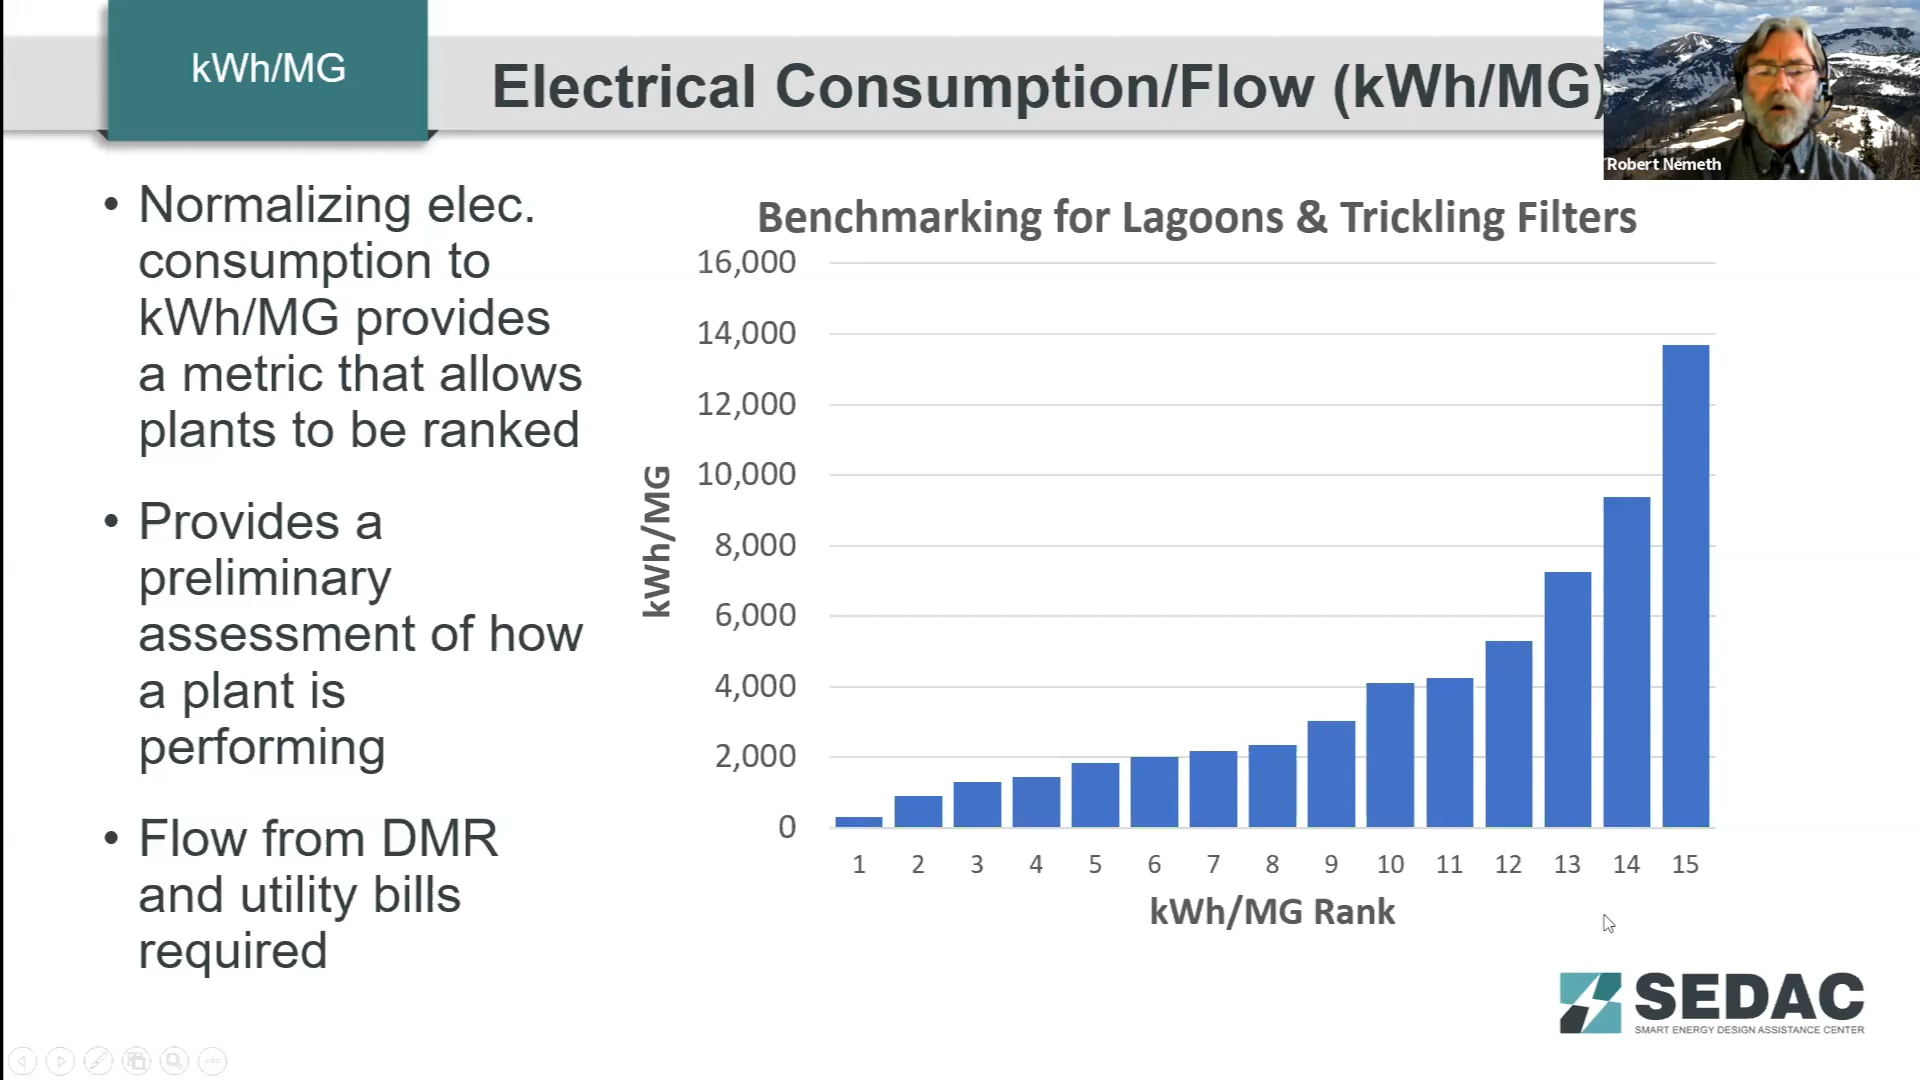 kWh/MG
Electrical Consumption/Flow (kWh/MG)
Robert Nemeth
• Normalizing elec.
consumption to
kWh/MG provides
a metric that allows
plants to be ranked
• Provides a
preliminary
assessment of how
a plant is
performing
• Flow from DMR
and utility bills
required
Benchmarking for Lagoons & Trickling Filters
16,000
14,000
12,000
10,000
8,000
6,000
4,000
2,000
0
kWh/MG
1 2 3 4 5 6 7 8 9 10 11 12 13 14 15
kWh/MG Rank
SEDAC
SMART ENERGY DESIGN ASSISTANCE CENTER